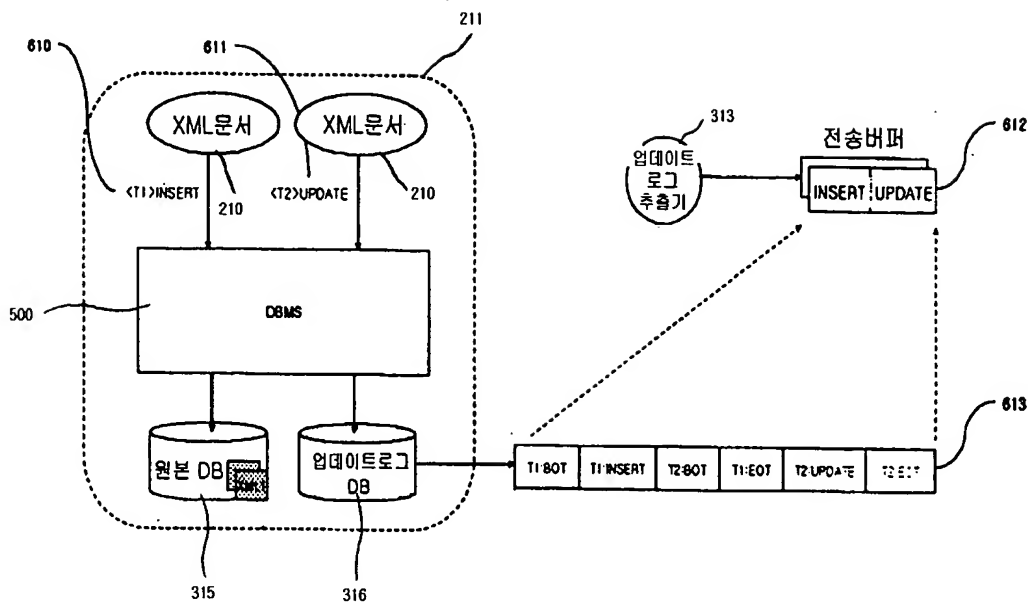 211
610
611
XML문서
XML문서
313
전송버퍼
612
업데이트
로그
추출기
INSERT
UPDATE
<T1>INSERT
210
<T2>UPDATE
210
500
DBMS
613
원본 DB
업데이트로그
DB
T1:BOT
T1:INSERT
T2:BOT
T1:EOT
T2:UPDATE
T2:EOT
315
316